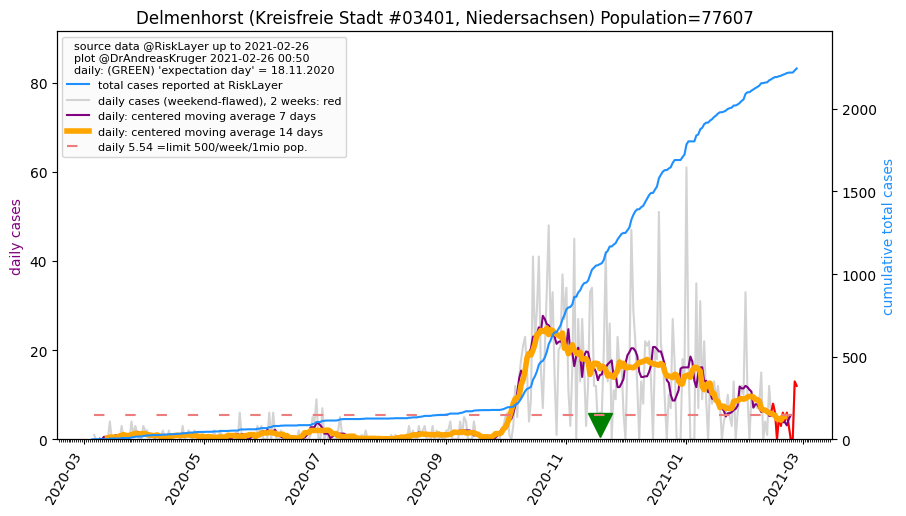 Delmenhorst (Kreisfreie Stadt #03401, Niedersachsen) Population=77607
source data @RiskLayer up to 2021-02-26
plot @DrAndreasKruger 2021-02-26 00:50
daily: (GREEN) 'expectation day' = 18.11.2020
total cases reported at RiskLayer
daily cases (weekend-flawed), 2 weeks: red
daily: centered moving average 7 days
daily: centered moving average 14 days
daily 5.54 =limit 500/week/1mio pop.
daily cases
80
60
40
20
0
cumulative total cases
2000
1500
1000
500
0
2020-03
2020-05
2020-07
2020-09
2020-11
2021-01
2021-03